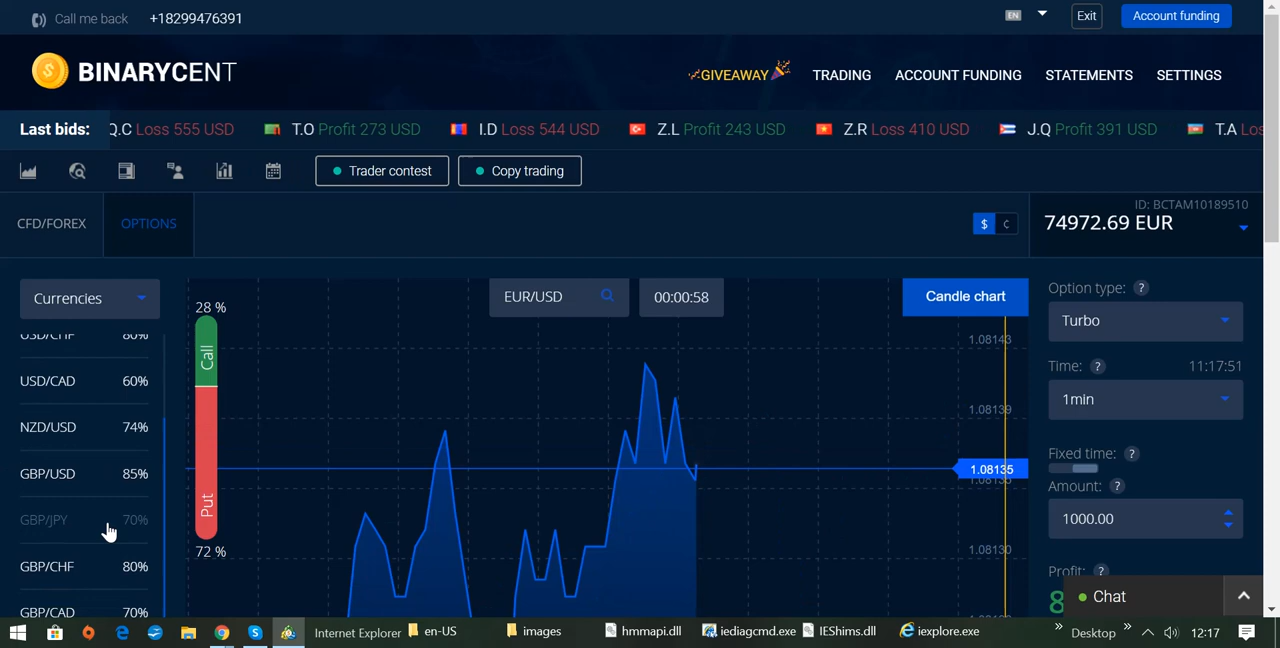 Call me back +18299476391 EN Exit Account funding
BINARYCENT GIVEAWAY TRADING ACCOUNT FUNDING STATEMENTS SETTINGS
Last bids: Q.C Loss 555 USD T.O Profit 273 USD I.D Loss 544 USD Z.L Profit 243 USD Z.R Loss 410 USD J.Q Profit 391 USD T.A Los
Trader contest Copy trading
ID: BCTAM10189510
CFD/FOREX OPTIONS $ ¢ 74972.69 EUR
Currencies
28 %
EUR/USD 00:00:58 Candle chart
Option type: ?
Turbo
USD/CHF 80%
USD/CAD 60%
NZD/USD 74%
GBP/USD 85%
GBP/JPY 70%
GBP/CHF 80%
GBP/CAD 70%
Call
Put
72 %
1.08143
1.08139
1.08135
1.08130
Time: ? 11:17:51
1min
Fixed time: ?
Amount: ?
1000.00
Profit: ?
8
Chat
Internet Explorer en-US images hmmapi.dll iediagcmd.exe IEShims.dll iexplore.exe » Desktop » 12:17